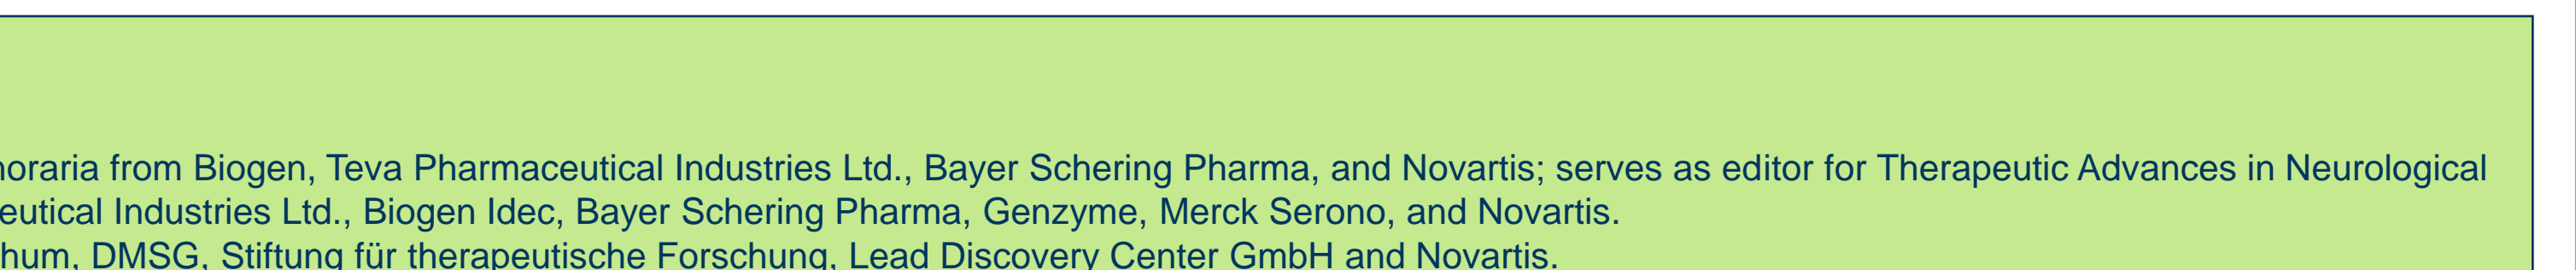 noraria from Biogen, Teva Pharmaceutical Industries Ltd., Bayer Schering Pharma, and Novartis; serves as editor for Therapeutic Advances in Neurological
eutical Industries Ltd., Biogen Idec, Bayer Schering Pharma, Genzyme, Merck Serono, and Novartis.
hum, DMSG, Stiftung für therapeutische Forschung, Lead Discovery Center GmbH and Novartis.